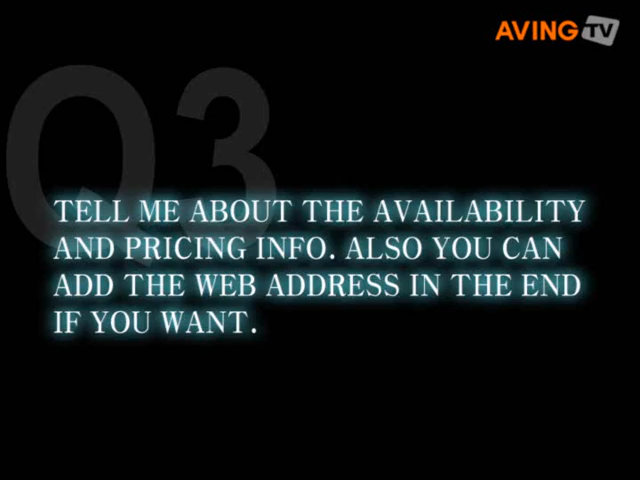 AVING TV
Q3
TELL ME ABOUT THE AVAILABILITY
AND PRICING INFO. ALSO YOU CAN
ADD THE WEB ADDRESS IN THE END
IF YOU WANT.